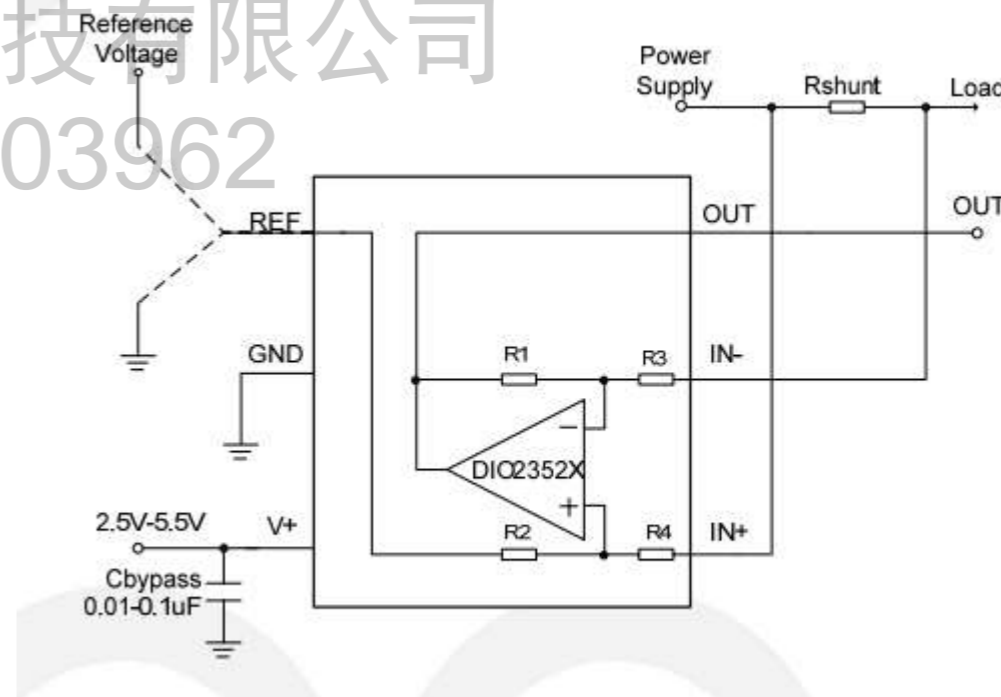 技有限公司
03962
Reference
Voltage
Power
Supply
Rshunt
Load
REF
OUT
OUT
GND
R1
R3
IN-
DIO2352X
2.5V-5.5V
V+
R2
R4
IN+
Cbypass
0.01-0.1uF